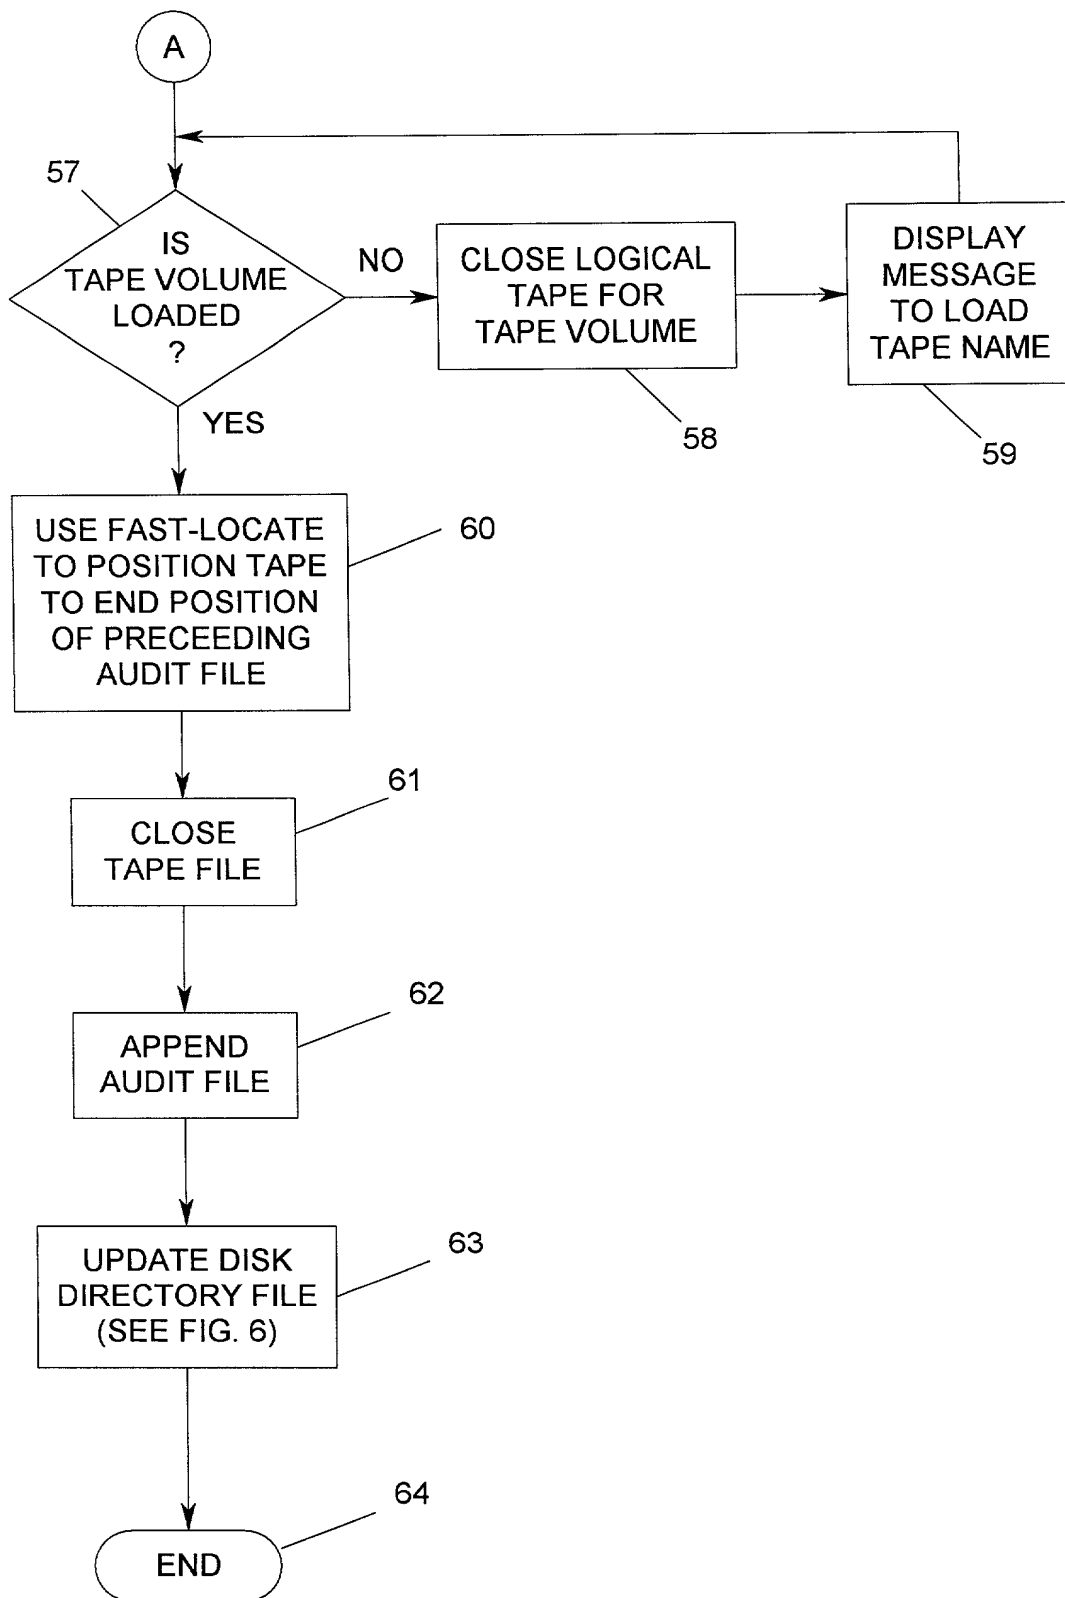 A
57
IS
TAPE VOLUME
LOADED
?
NO
CLOSE LOGICAL
TAPE FOR
TAPE VOLUME
58
DISPLAY
MESSAGE
TO LOAD
TAPE NAME
59
YES
USE FAST-LOCATE
TO POSITION TAPE
TO END POSITION
OF PRECEEDING
AUDIT FILE
60
61
CLOSE
TAPE FILE
62
APPEND
AUDIT FILE
63
UPDATE DISK
DIRECTORY FILE
(SEE FIG. 6)
64
END